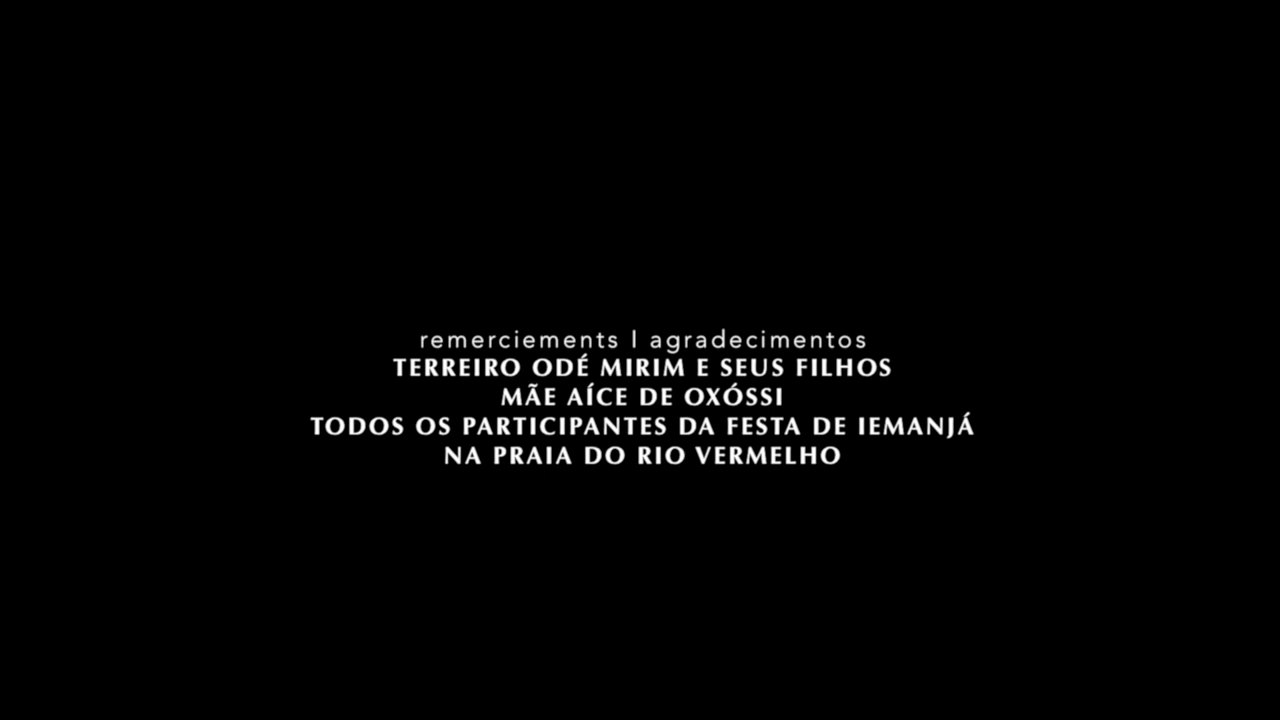 remerciements | agradecimentos
TERREIRO ODÉ MIRIM E SEUS FILHOS
MÃE AÍCE DE OXÓSSI
TODOS OS PARTICIPANTES DA FESTA DE IEMANJÁ
NA PRAIA DO RIO VERMELHO